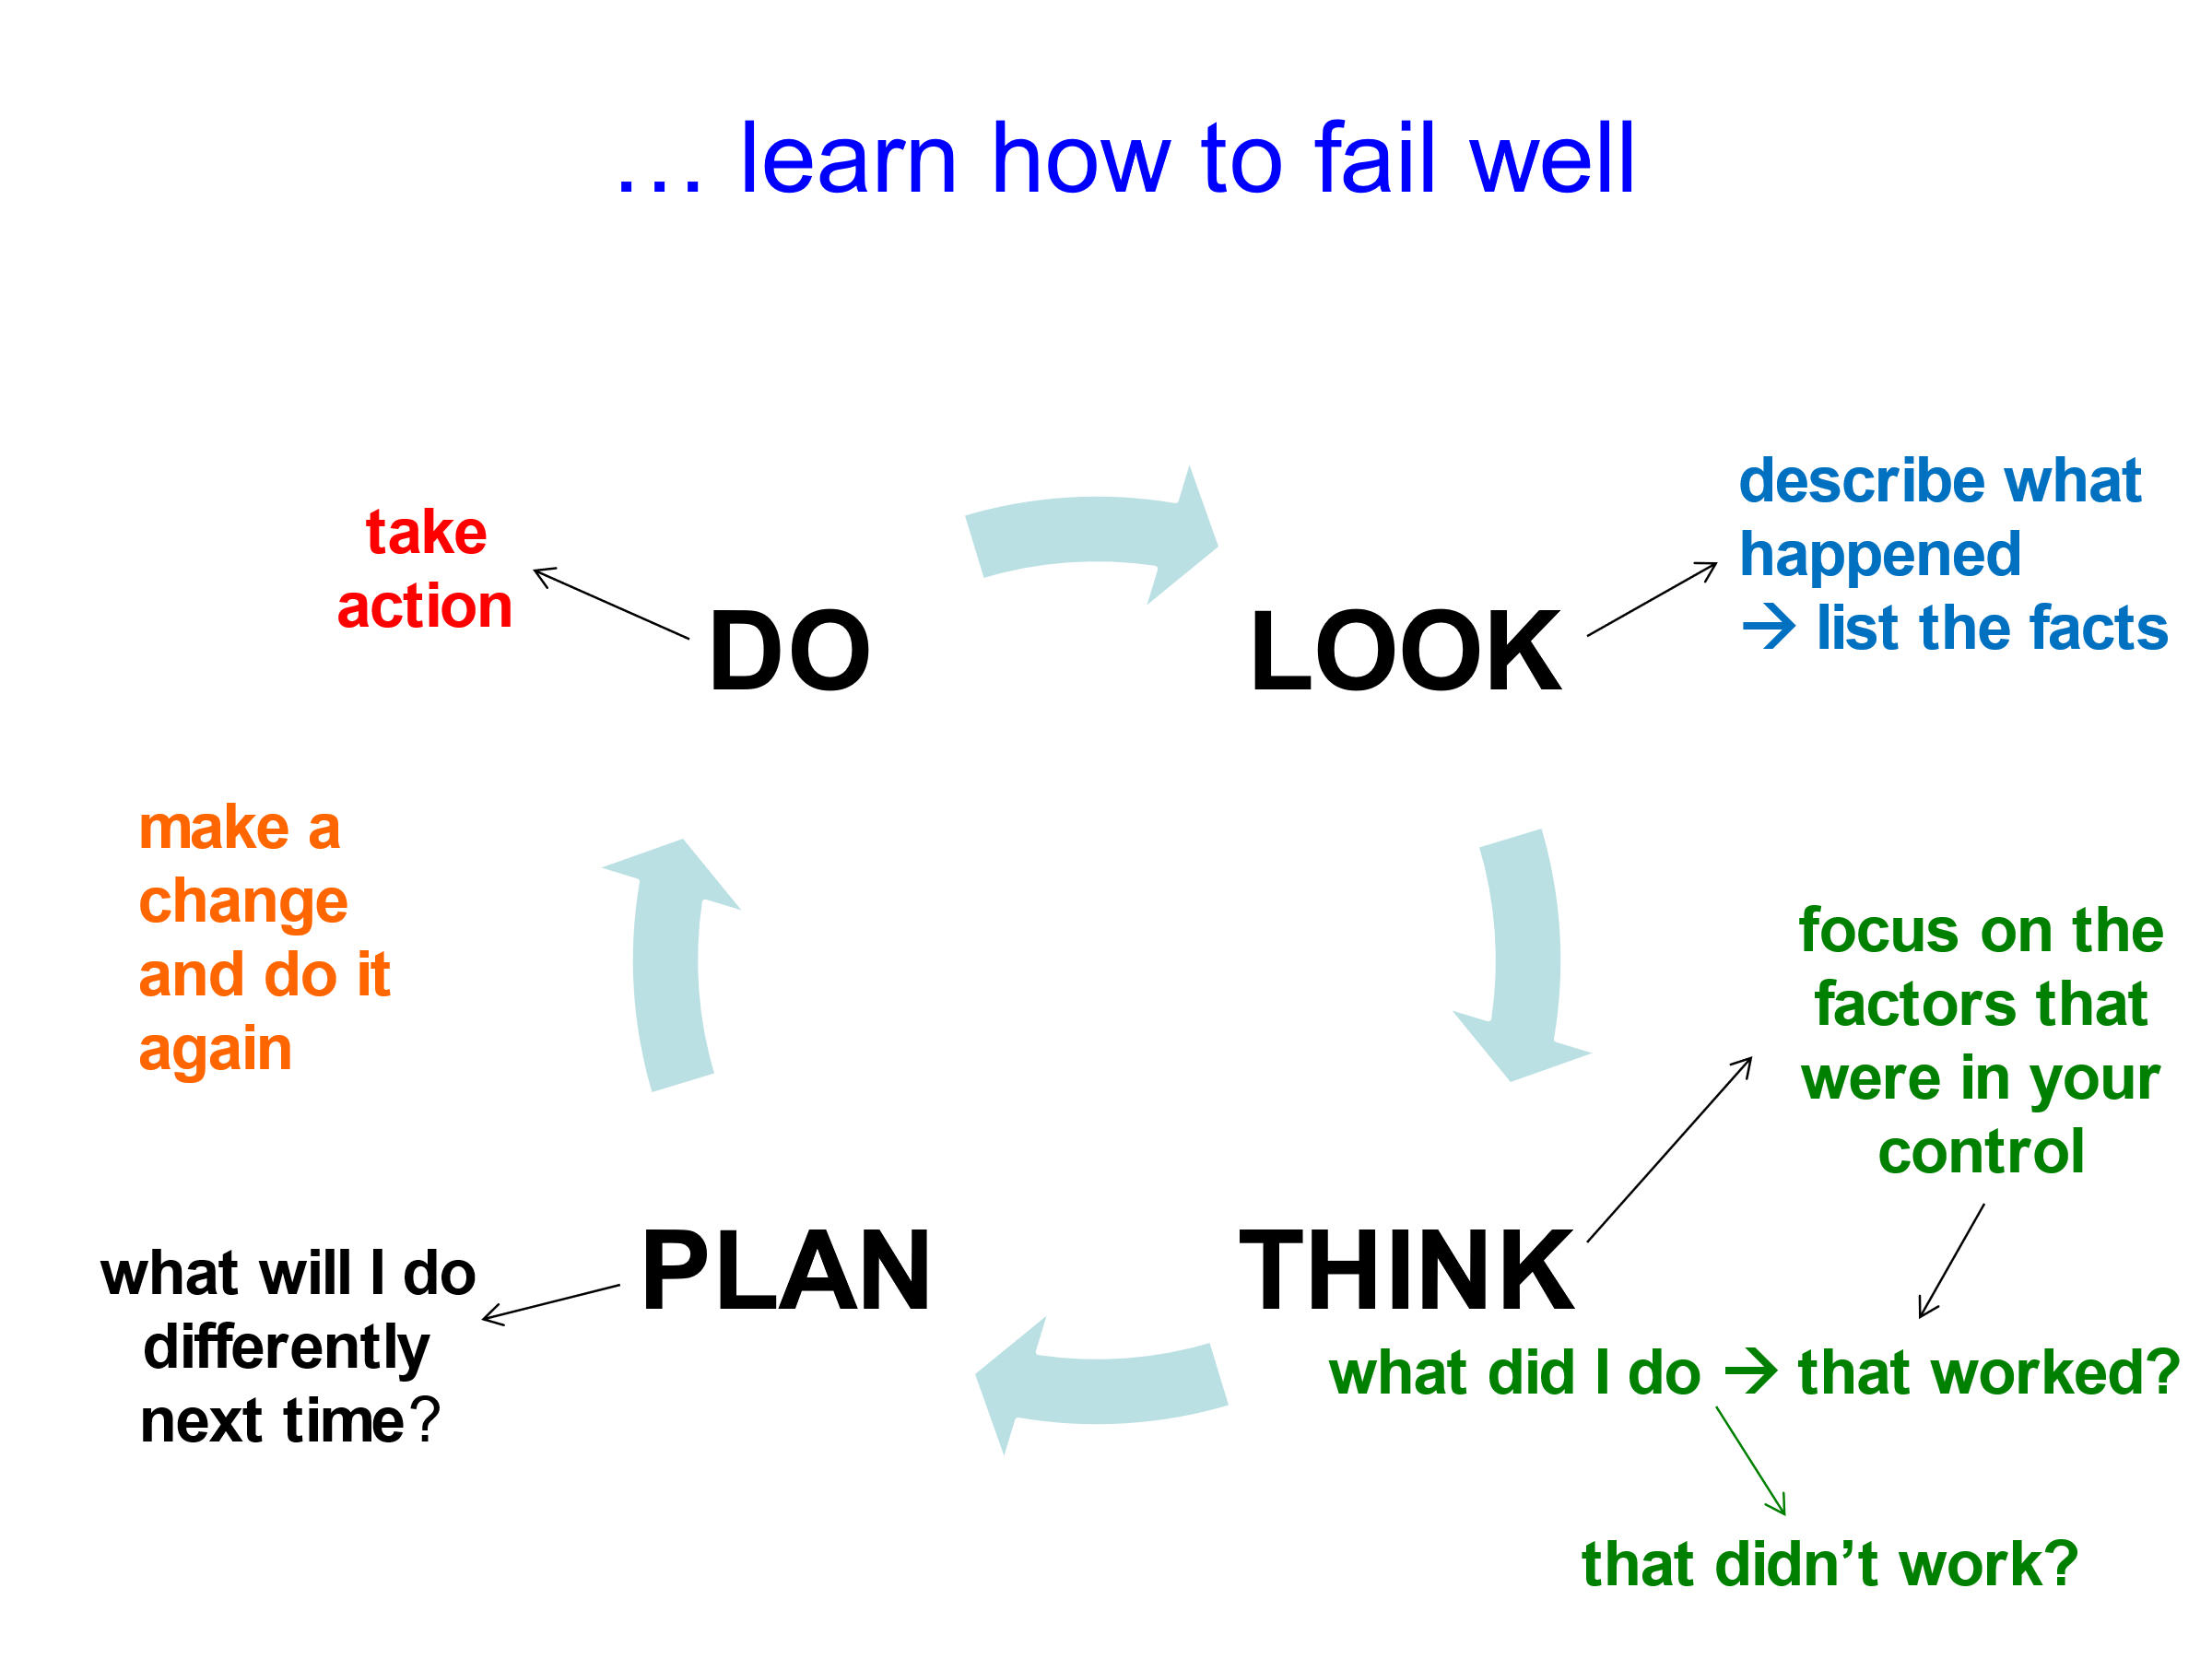 … learn how to fail well
take
action
DO
LOOK
describe what
happened
→ list the facts
make a
change
and do it
again
focus on the
factors that
were in your
control
what will I do
differently
next time?
PLAN
THINK
what did I do → that worked?
that didn’t work?